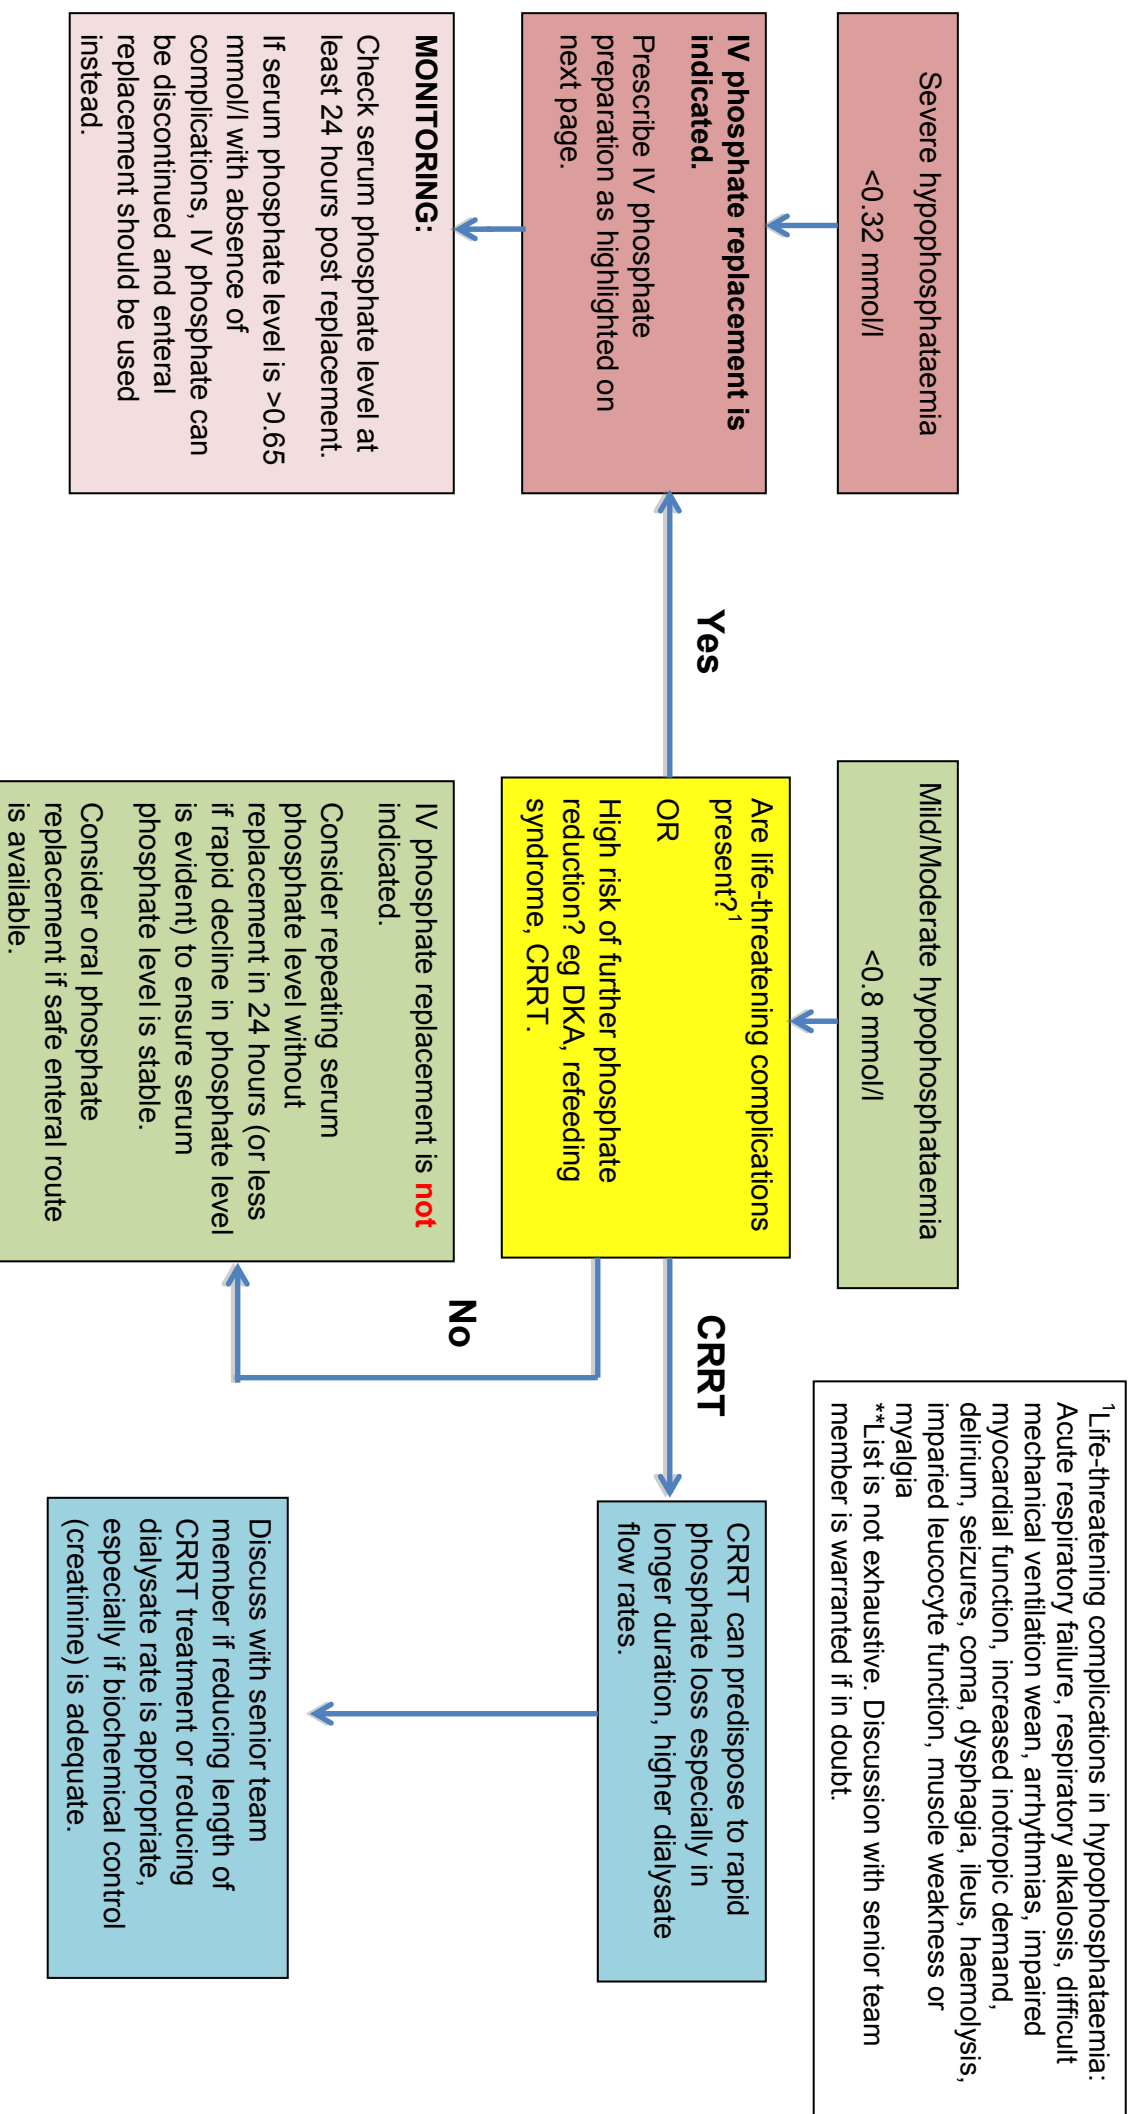 Severe hypophosphataemia
<0.32 mmol/l
IV phosphate replacement is
indicated.
Prescribe IV phosphate
preparation as highlighted on
next page.
MONITORING:
Check serum phosphate level at
least 24 hours post replacement.
If serum phosphate level is >0.65
mmol/l with absence of
complications, IV phosphate can
be discontinued and enteral
replacement should be used
instead.
Yes
Mild/Moderate hypophosphataemia
<0.8 mmol/l
Are life-threatening complications
present?¹
OR
High risk of further phosphate
reduction? eg DKA, refeeding
syndrome, CRRT.
No
IV phosphate replacement is not
indicated.
Consider repeating serum
phosphate level without
replacement in 24 hours (or less
if rapid decline in phosphate level
is evident) to ensure serum
phosphate level is stable.
Consider oral phosphate
replacement if safe enteral route
is available.
CRRT
¹Life-threatening complications in hypophosphataemia:
Acute respiratory failure, respiratory alkalosis, difficult
mechanical ventilation wean, arrhythmias, impaired
myocardial function, increased inotropic demand,
delirium, seizures, coma, dysphagia, ileus, haemolysis,
imparied leucocyte function, muscle weakness or
myalgia
**List is not exhaustive. Discussion with senior team
member is warranted if in doubt.
CRRT can predispose to rapid
phosphate loss especially in
longer duration, higher dialysate
flow rates.
Discuss with senior team
member if reducing length of
CRRT treatment or reducing
dialysate rate is appropriate,
especially if biochemical control
(creatinine) is adequate.